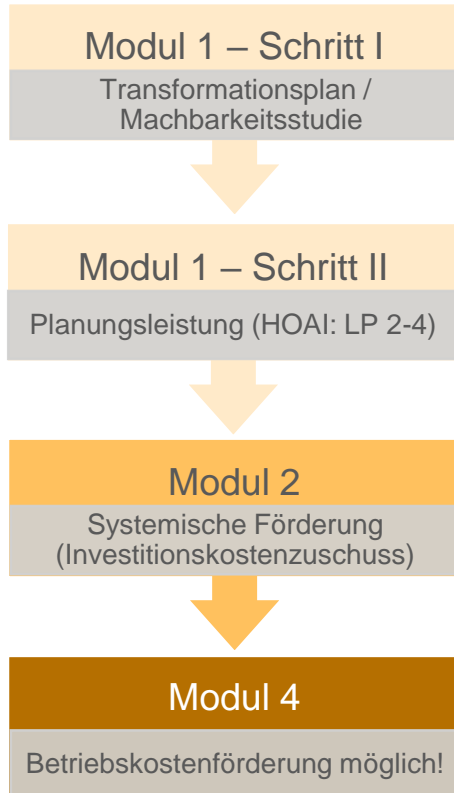 Modul 1 – Schritt I
Transformationsplan /
Machbarkeitsstudie
Modul 1 – Schritt II
Planungsleistung (HOAI: LP 2-4)
Modul 2
Systemische Förderung
(Investitionskostenzuschuss)
Modul 4
Betriebskostenförderung möglich!